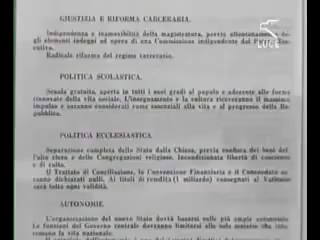 GIUSTIZIA E RIFORMA CARCERARIA.
LUCE
Indipendenza e inamovibilità della magistratura, previo allontanamento de-
gli elementi indegni ad opera di una Commissione indipendente dal Potere Ese-
cutivo.
Radicale riforma del regime carcerario.
POLITICA SCOLASTICA.
Scuola gratuita, aperta in tutti i suoi gradi al popolo e aderente alle forme
rinnovate della vita sociale. L'insegnamento e la cultura riceveranno il massimo
impulso e saranno considerati come essenziali alla vita e al progresso della Re-
pubblica.
POLITICA ECCLESIASTICA.
Separazione completa dello Stato dalla Chiesa, previa confisca dei beni del-
l'alto clero e delle Congregazioni religiose. Incondizionata libertà di coscienza
e di culto.
Il Trattato di Conciliazione, la Convenzione Finanziaria e il Concordato sa-
ranno dichiarati nulli. Ai titoli di rendita (1 miliardo) consegnati al Vaticano
sarà tolta ogni validità.
AUTONOMIE
L'organizzazione del nuovo Stato dovrà basarsi sulle più ampie autonomie.
Le funzioni del Governo centrale dovranno limitarsi alle sole materie che inte-
ressano la vita nazionale.